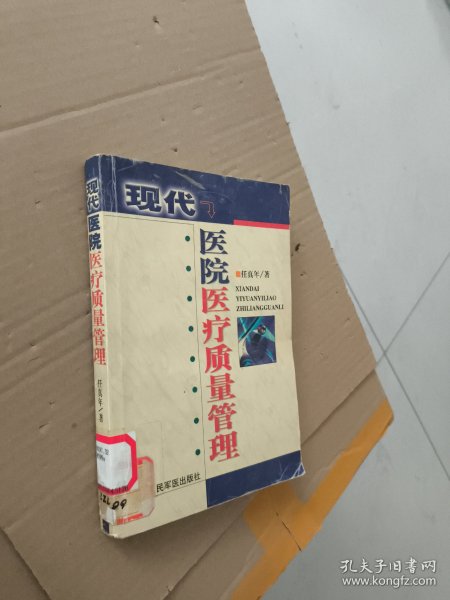 现代
医院医疗质量管理
任真年/著
XIANDAI
YIYUANYILIAO
ZHILIANGGUANLI
民军医出版社
现代医院医疗质量管理
任真年/著
孔夫子旧书网
www.kongfz.com